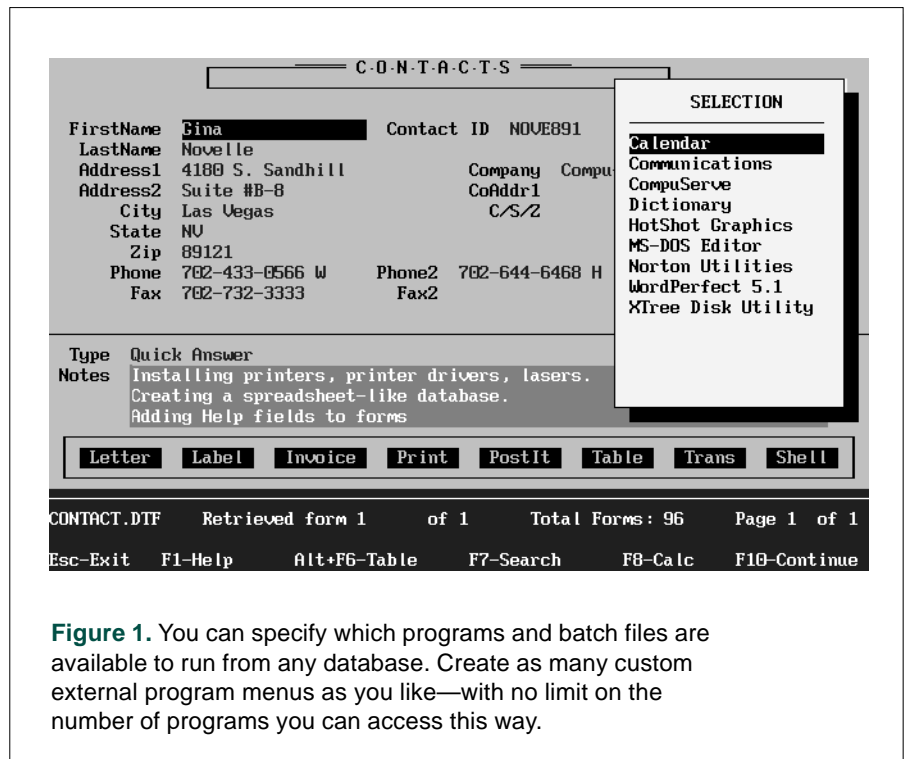 C·O·N·T·A·C·T·S
FirstName Gina Contact ID NOVE891
LastName Novelle
Address1 4180 S. Sandhill Company Compu
Address2 Suite #B-8 CoAddr1
City Las Vegas C/S/Z
State NV
Zip 89121
Phone 702-433-0566 W Phone2 702-644-6468 H
Fax 702-732-3333 Fax2
SELECTION
Calendar
Communications
CompuServe
Dictionary
HotShot Graphics
MS-DOS Editor
Norton Utilities
WordPerfect 5.1
XTree Disk Utility
Type Quick Answer
Notes Installing printers, printer drivers, lasers.
Creating a spreadsheet-like database.
Adding Help fields to forms
Letter Label Invoice Print PostIt Table Trans Shell
CONTACT.DTF Retrieved form 1 of 1 Total Forms: 96 Page 1 of 1
Esc-Exit F1-Help Alt+F6-Table F7-Search F8-Calc F10-Continue
Figure 1. You can specify which programs and batch files are
available to run from any database. Create as many custom
external program menus as you like—with no limit on the
number of programs you can access this way.